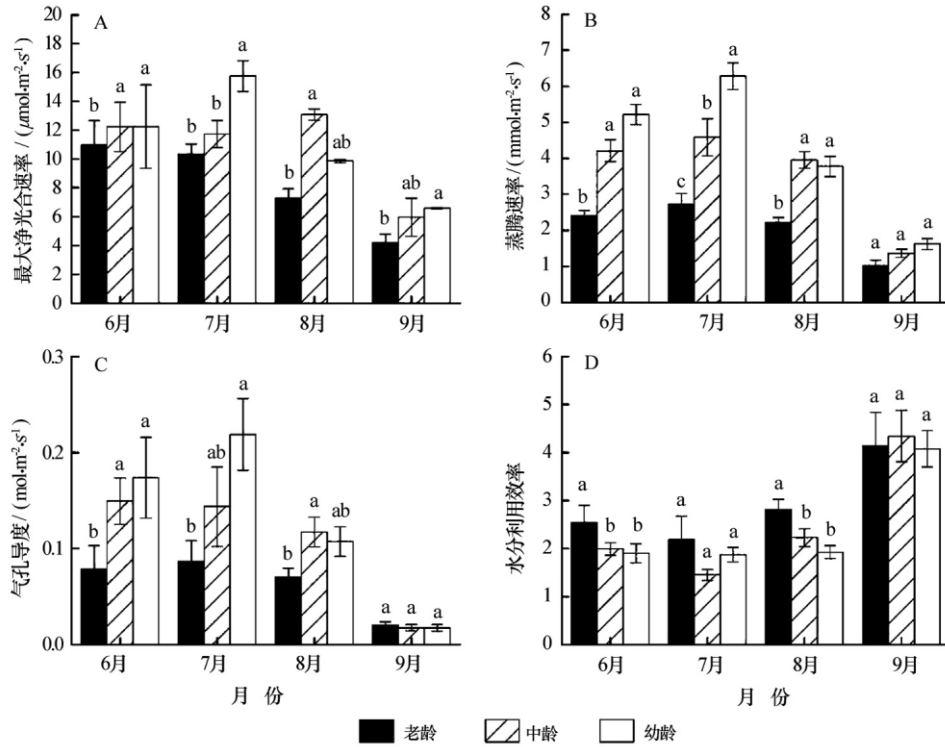 A
最大净光合速率 / (μmol·m⁻²·s⁻¹)
20
18
16
14
12
10
8
6
4
2
0
b a a
b b a
b a ab
b ab a
6月 7月 8月 9月
B
蒸腾速率 / (mmol·m⁻²·s⁻¹)
8
7
6
5
4
3
2
1
0
b a a
c b a
b a a
a a a
6月 7月 8月 9月
C
气孔导度 / (mol·m⁻²·s⁻¹)
0.3
0.2
0.1
0.0
b a a
b ab a
b a ab
a a a
6月 7月 8月 9月
月 份
D
水分利用效率
6
5
4
3
2
1
0
a b b
a a a
a b b
a a a
6月 7月 8月 9月
月 份
老龄 中龄 幼龄